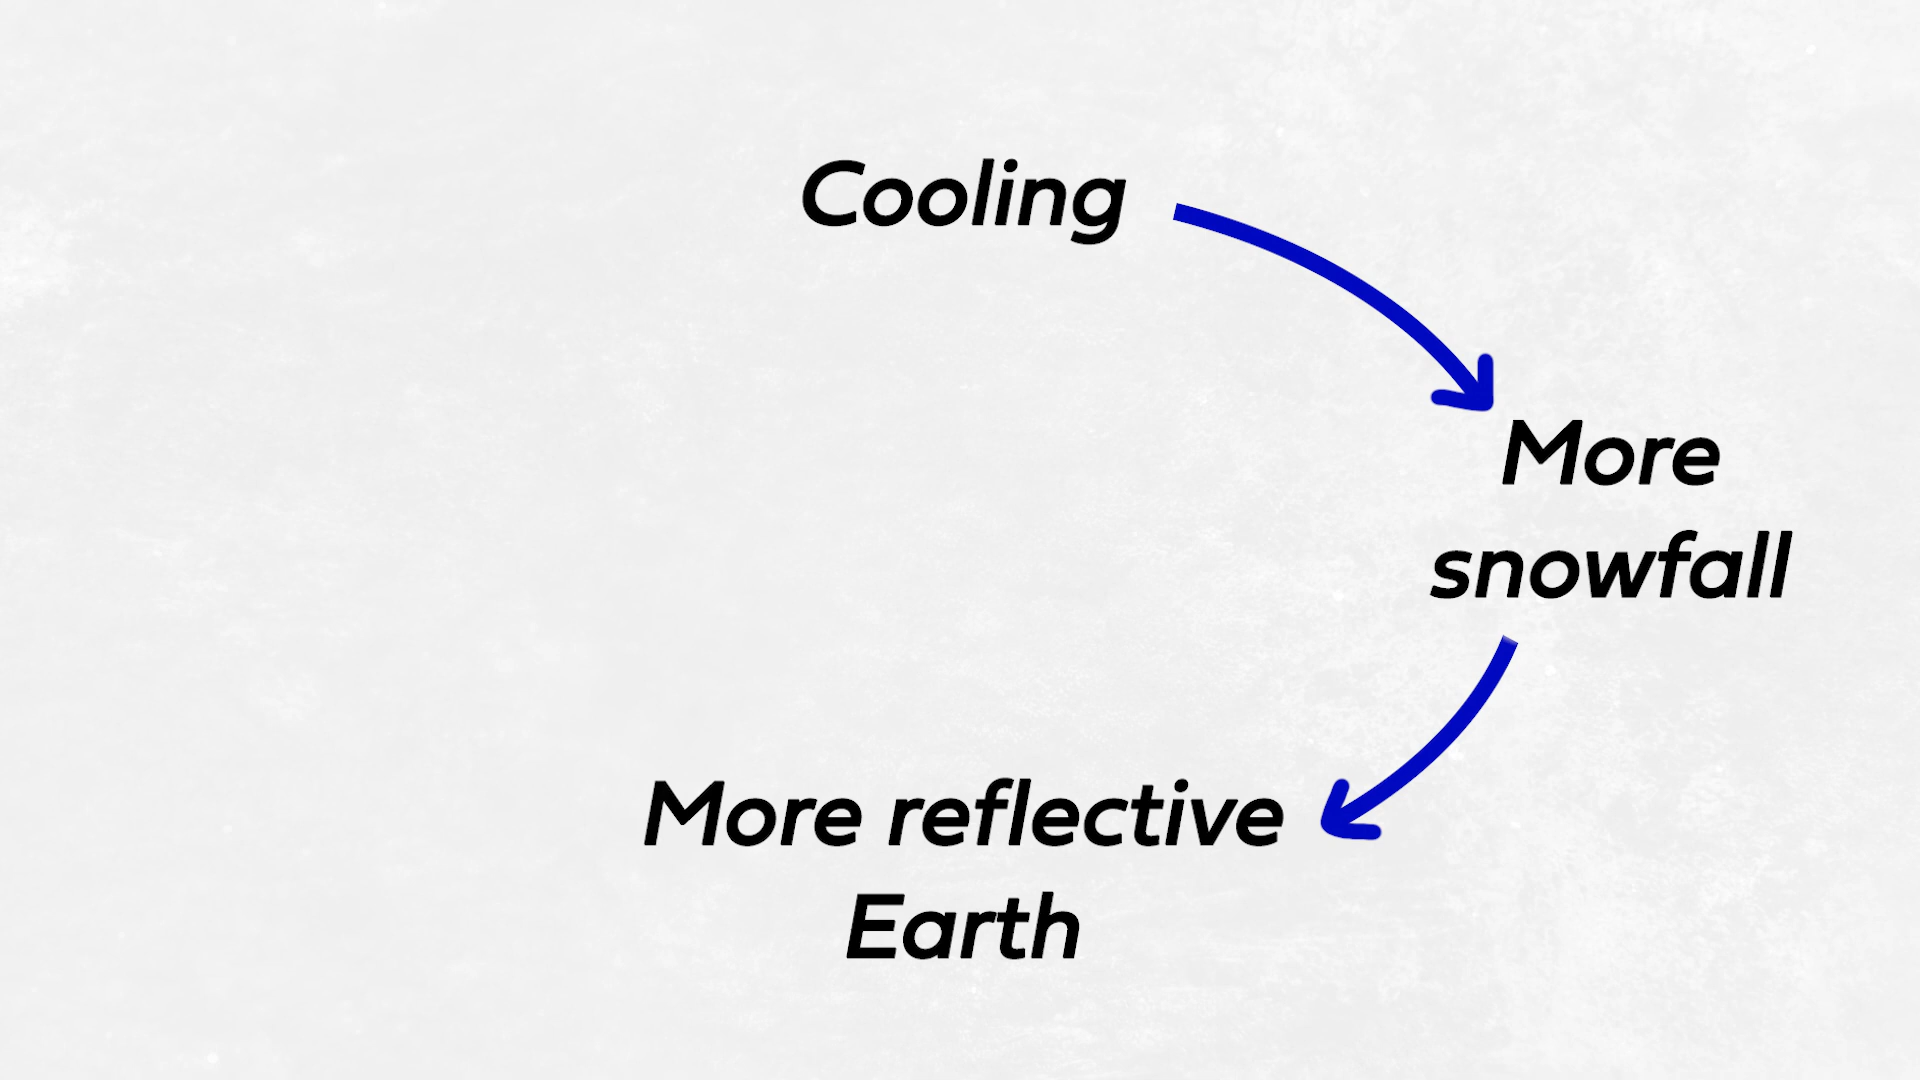 Cooling
More
snowfall
More reflective
Earth